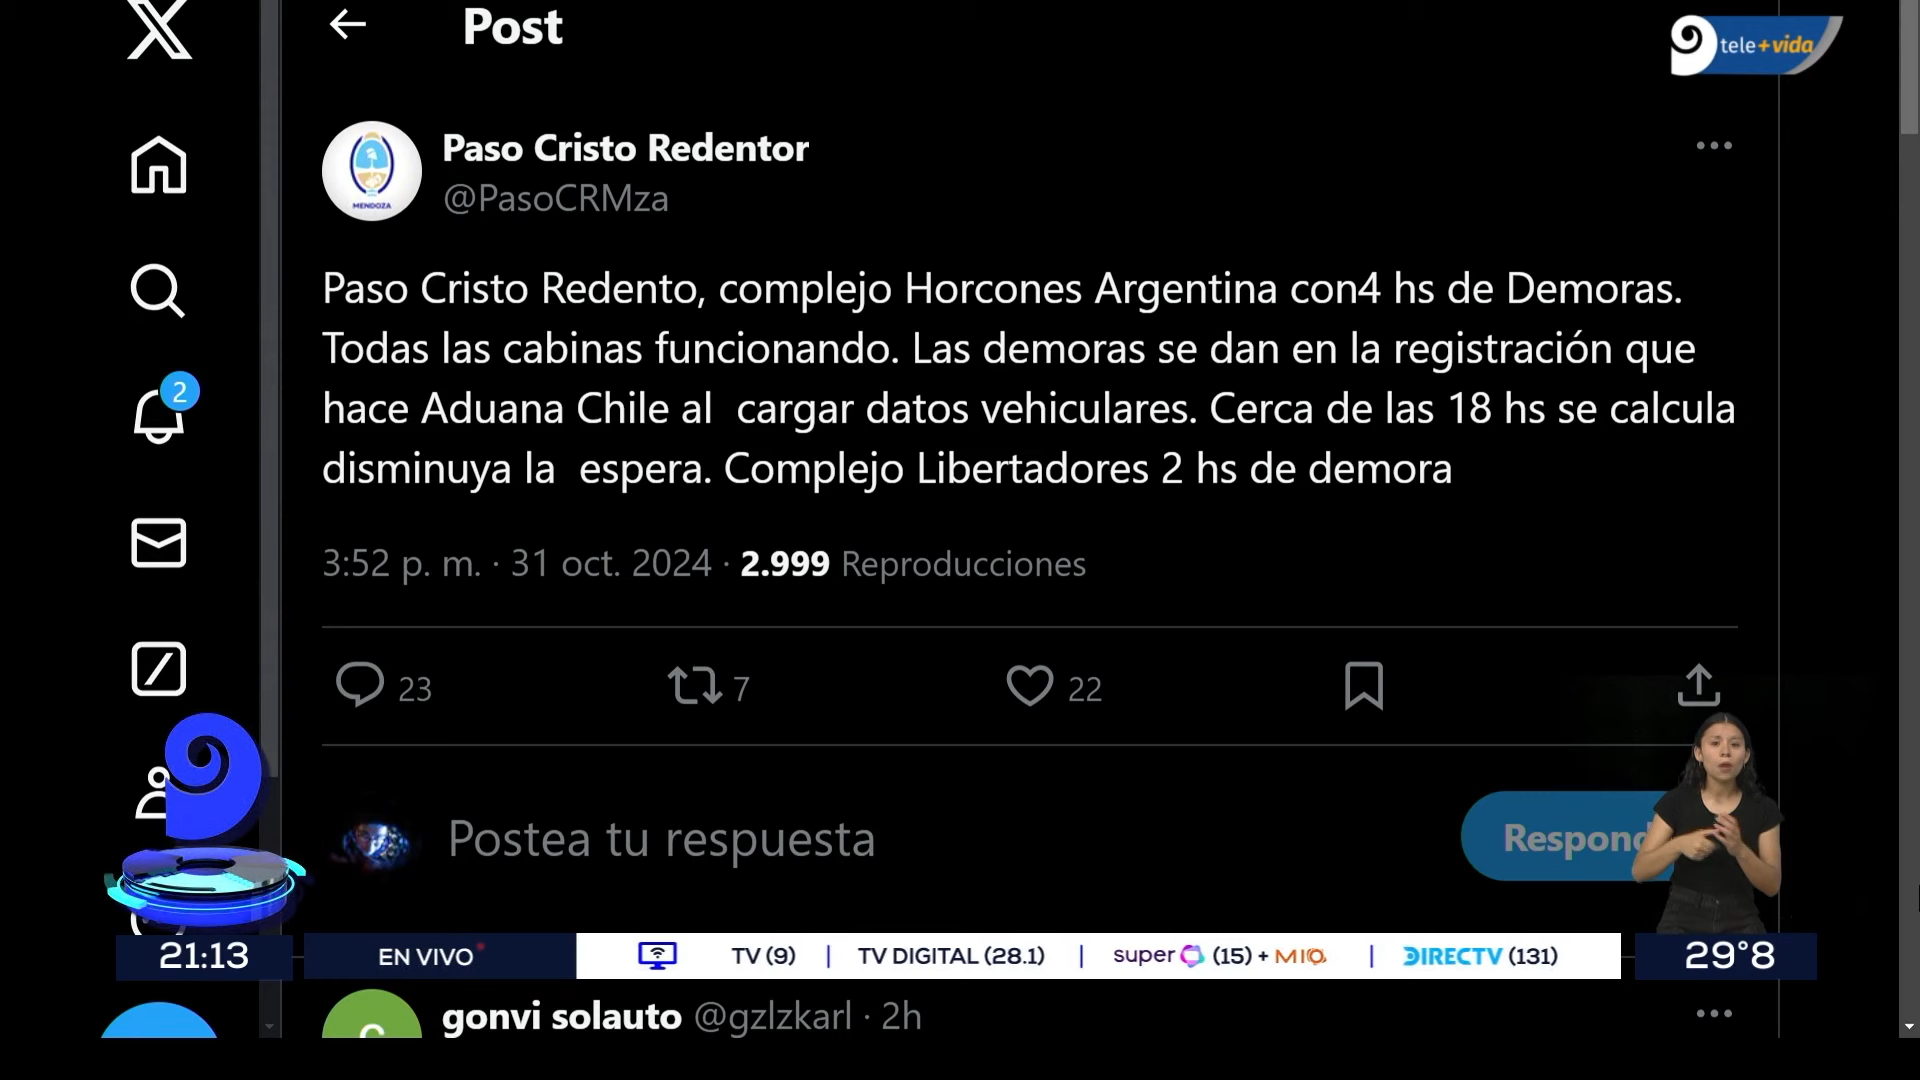 Post
tele+vida
Paso Cristo Redentor
@PasoCRMza
MENDOZA
Paso Cristo Redento, complejo Horcones Argentina con4 hs de Demoras.
Todas las cabinas funcionando. Las demoras se dan en la registración que
hace Aduana Chile al  cargar datos vehiculares. Cerca de las 18 hs se calcula
disminuya la  espera. Complejo Libertadores 2 hs de demora
3:52 p. m. · 31 oct. 2024 · 2.999 Reproducciones
2
23
7
22
Postea tu respuesta
Respond
21:13
EN VIVO
TV (9) | TV DIGITAL (28.1) | super (15) + MIO | DIRECTV (131)
29°8
gonvi solauto @gzlzkarl · 2h